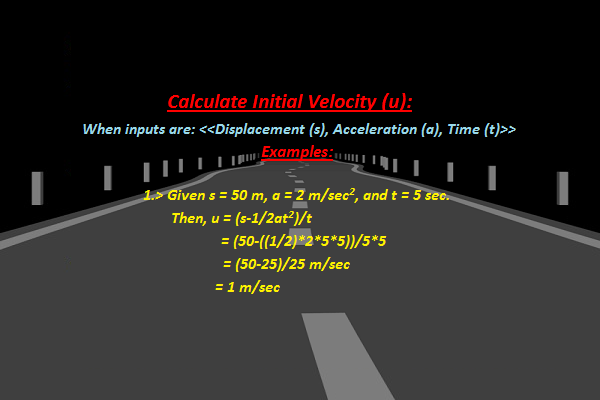 Calculate Initial Velocity (u):
When inputs are: <<Displacement (s), Acceleration (a), Time (t)>>
Examples:
1.> Given s = 50 m, a = 2 m/sec², and t = 5 sec.
Then, u = (s-1/2at²)/t
= (50-((1/2)*2*5*5))/5*5
= (50-25)/25 m/sec
= 1 m/sec